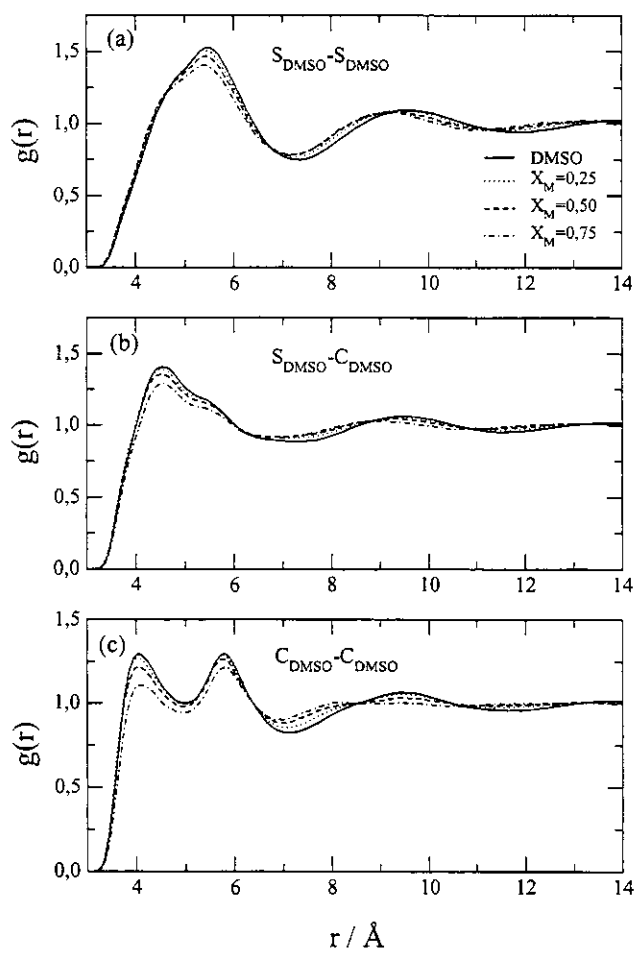 (a)
S_DMSO-S_DMSO
1,5
1,0
0,5
0,0
g(r)
DMSO
X_M=0,25
X_M=0,50
X_M=0,75
4 6 8 10 12 14
(b)
S_DMSO-C_DMSO
1,5
1,0
0,5
0,0
g(r)
4 6 8 10 12 14
(c)
C_DMSO-C_DMSO
1,5
1,0
0,5
0,0
g(r)
4 6 8 10 12 14
r / Å